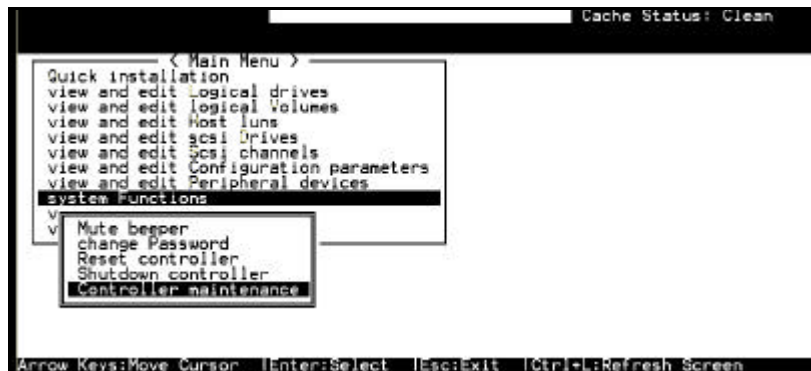 Cache Status: Clean
< Main Menu >
Quick installation
view and edit Logical drives
view and edit logical Volumes
view and edit Host luns
view and edit scsi Drives
view and edit Scsi channels
view and edit Configuration parameters
view and edit Peripheral devices
system Functions
v
v
Mute beeper
change Password
Reset controller
Shutdown controller
Controller maintenance
Arrow Keys:Move Cursor |Enter:Select |Esc:Exit |Ctrl+L:Refresh Screen